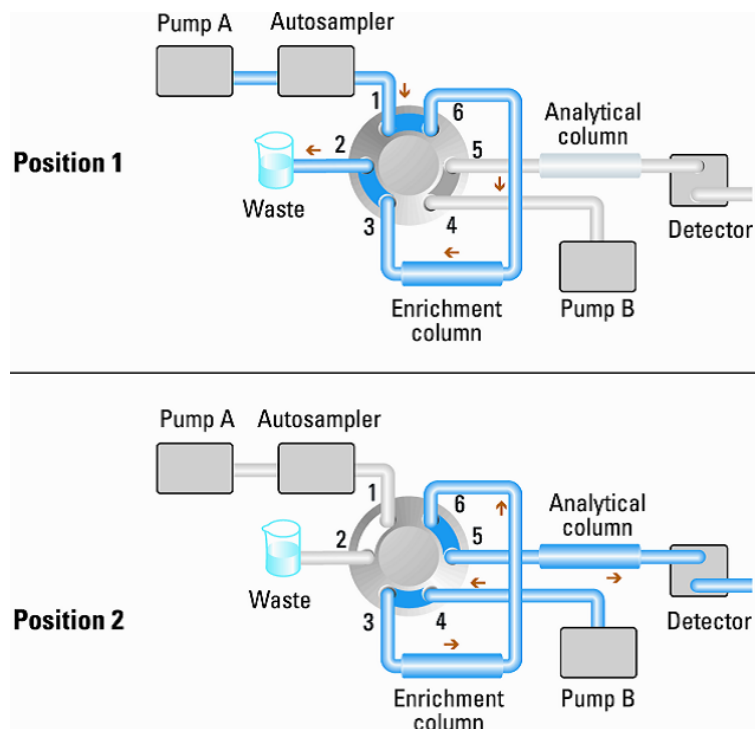 Pump A
Autosampler
1
6
Analytical
column
2
5
Position 1
Waste
3
4
Detector
Enrichment
column
Pump B
Pump A
Autosampler
1
6
Analytical
column
2
5
Waste
Position 2
3
4
Detector
Enrichment
column
Pump B